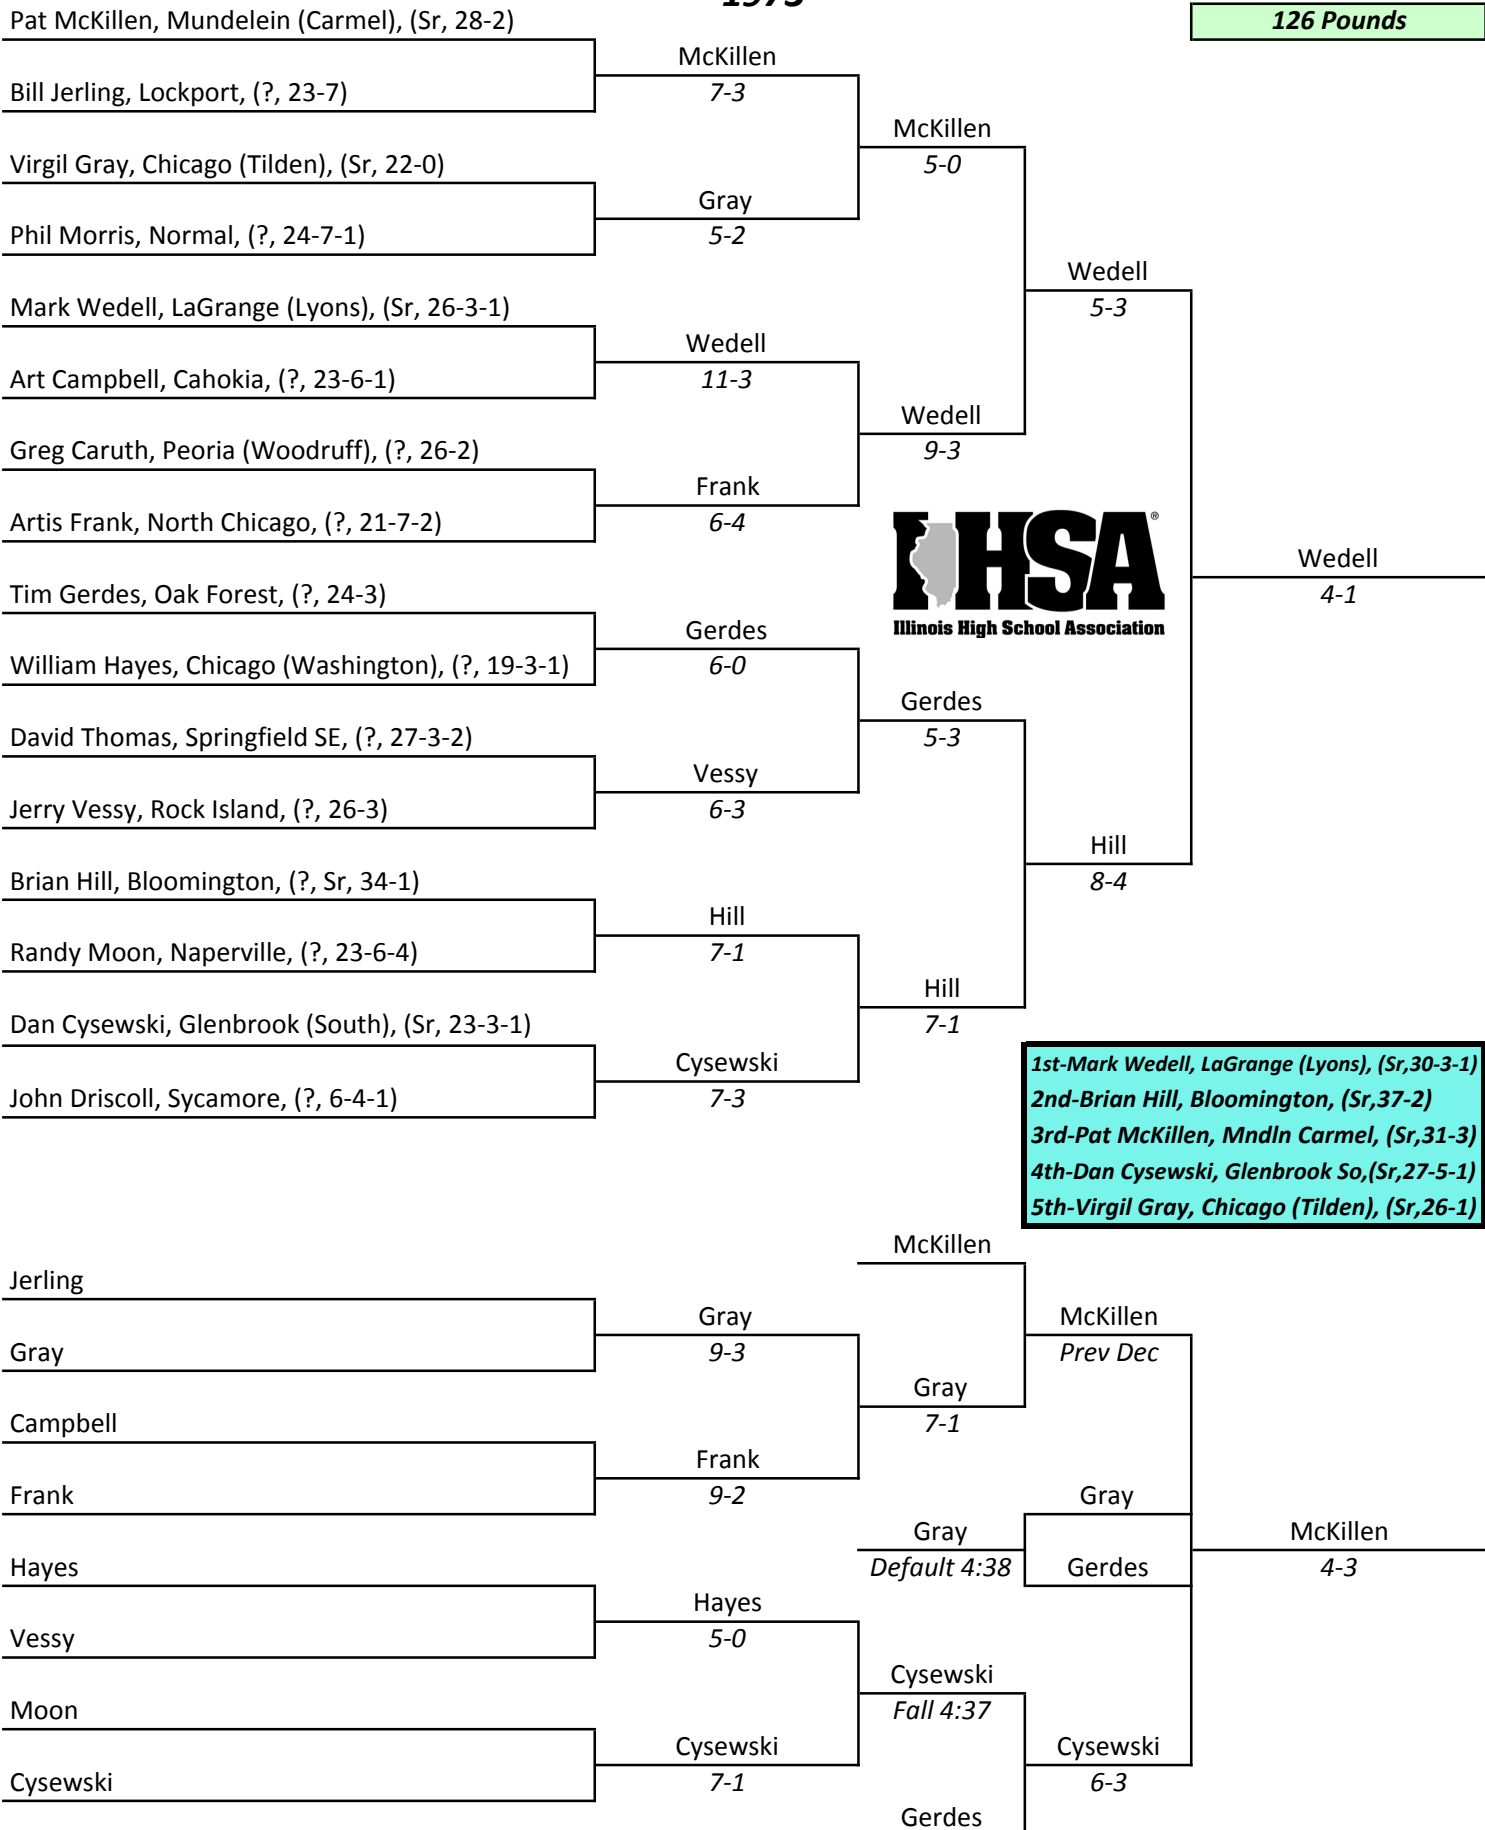 1975
126 Pounds
Pat McKillen, Mundelein (Carmel), (Sr, 28-2)
McKillen
7-3
Bill Jerling, Lockport, (?, 23-7)
McKillen
5-0
Virgil Gray, Chicago (Tilden), (Sr, 22-0)
Gray
5-2
Phil Morris, Normal, (?, 24-7-1)
Wedell
5-3
Mark Wedell, LaGrange (Lyons), (Sr, 26-3-1)
Wedell
11-3
Art Campbell, Cahokia, (?, 23-6-1)
Wedell
9-3
Greg Caruth, Peoria (Woodruff), (?, 26-2)
Frank
6-4
Artis Frank, North Chicago, (?, 21-7-2)
IHSA®
Illinois High School Association
Wedell
4-1
Tim Gerdes, Oak Forest, (?, 24-3)
Gerdes
6-0
William Hayes, Chicago (Washington), (?, 19-3-1)
Gerdes
5-3
David Thomas, Springfield SE, (?, 27-3-2)
Vessy
6-3
Jerry Vessy, Rock Island, (?, 26-3)
Hill
8-4
Brian Hill, Bloomington, (?, Sr, 34-1)
Hill
7-1
Randy Moon, Naperville, (?, 23-6-4)
Hill
7-1
Dan Cysewski, Glenbrook (South), (Sr, 23-3-1)
Cysewski
7-3
John Driscoll, Sycamore, (?, 6-4-1)
1st-Mark Wedell, LaGrange (Lyons), (Sr,30-3-1)
2nd-Brian Hill, Bloomington, (Sr,37-2)
3rd-Pat McKillen, Mndln Carmel, (Sr,31-3)
4th-Dan Cysewski, Glenbrook So,(Sr,27-5-1)
5th-Virgil Gray, Chicago (Tilden), (Sr,26-1)
McKillen
Jerling
Gray
9-3
McKillen
Prev Dec
Gray
Gray
7-1
Campbell
Frank
9-2
Frank
Gray
Gray
Default 4:38
Gerdes
McKillen
4-3
Hayes
Hayes
5-0
Vessy
Cysewski
Fall 4:37
Moon
Cysewski
7-1
Cysewski
6-3
Cysewski
Gerdes